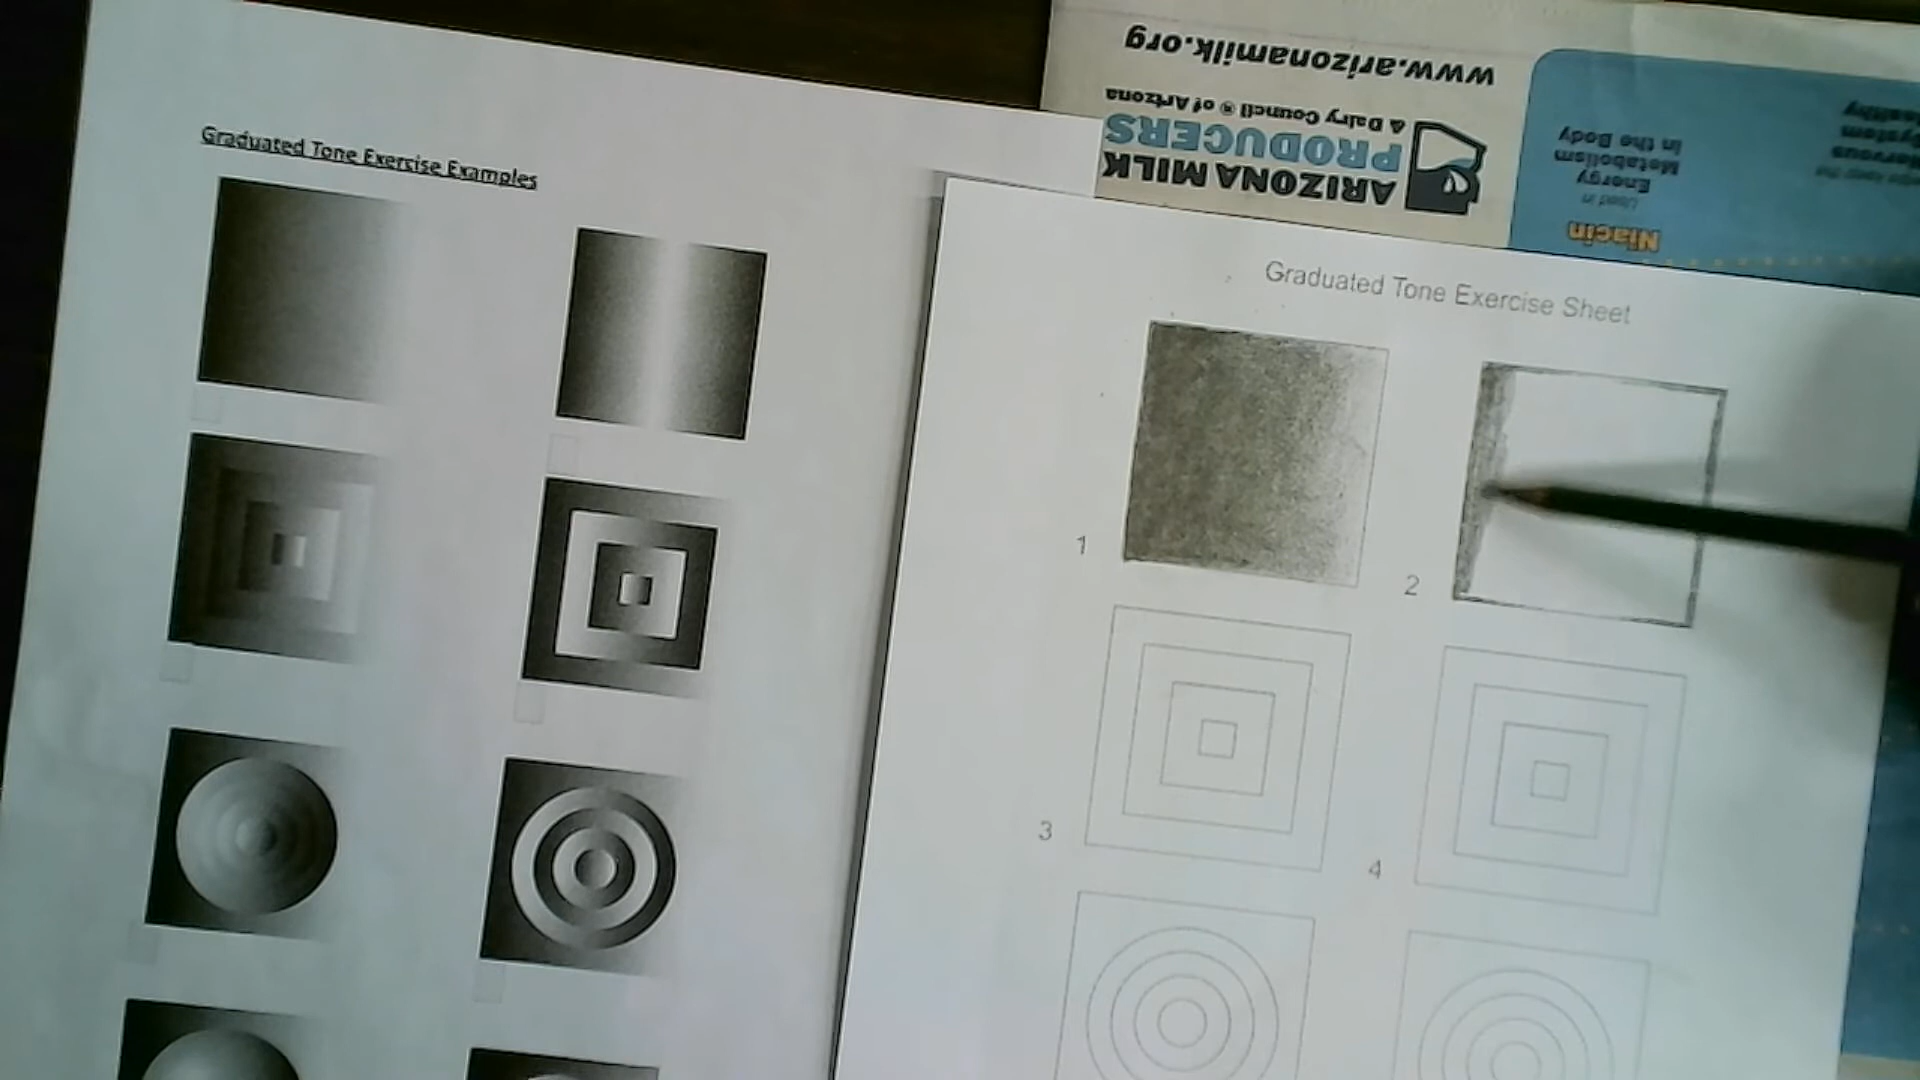 Graduated Tone Exercise Examples
www.arizonamilk.org
& Dairy Council ® of Arizona
PRODUCERS
ARIZONA MILK
in the Body
Metabolism
Energy
Used in
Niacin
Nervous
System
Healthy
Graduated Tone Exercise Sheet
1
2
3
4